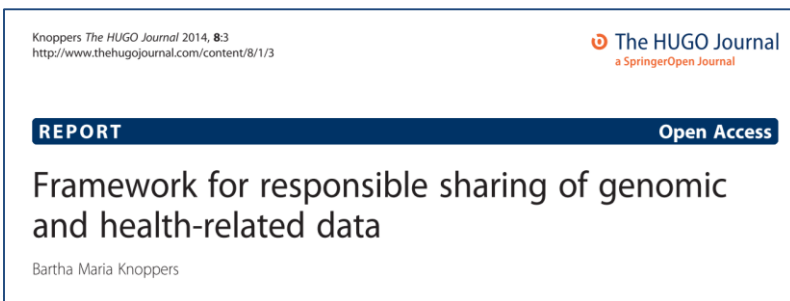 Knoppers The HUGO Journal 2014, 8:3
http://www.thehugojournal.com/content/8/1/3
The HUGO Journal
a SpringerOpen Journal
REPORT Open Access
Framework for responsible sharing of genomic
and health-related data
Bartha Maria Knoppers